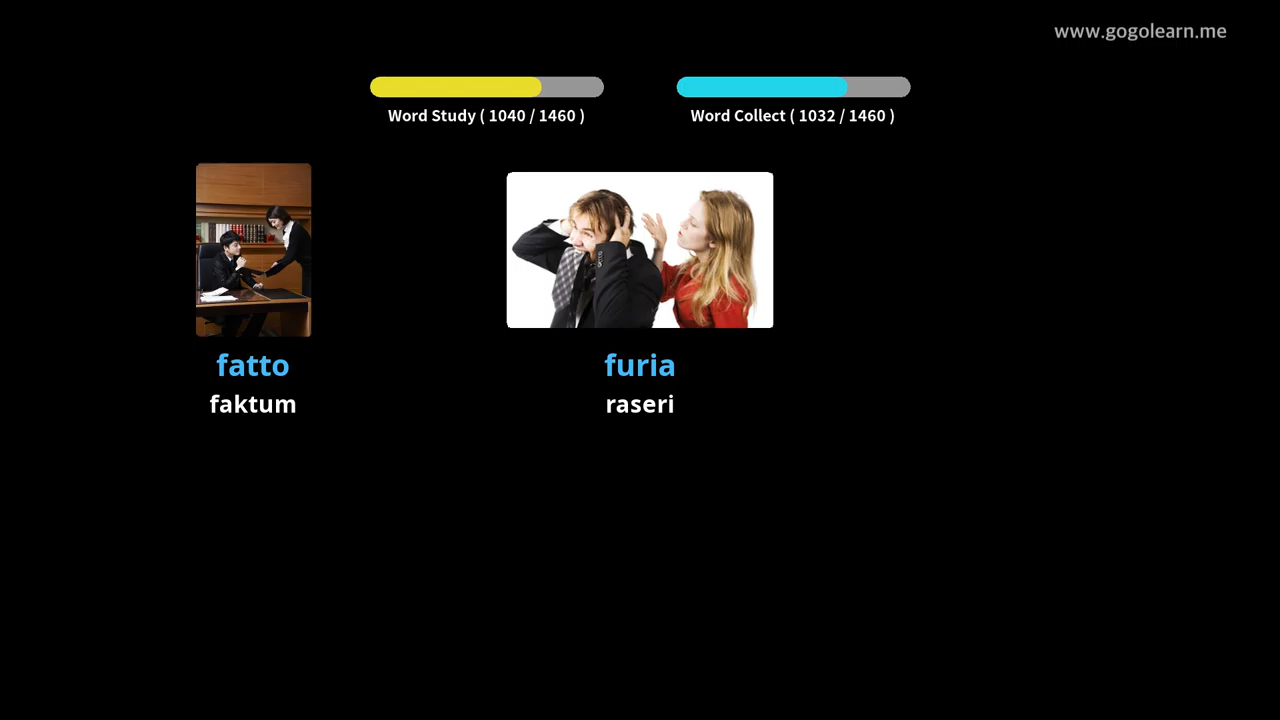 www.gogolearn.me
Word Study ( 1040 / 1460 )
Word Collect ( 1032 / 1460 )
fatto
faktum
furia
raseri